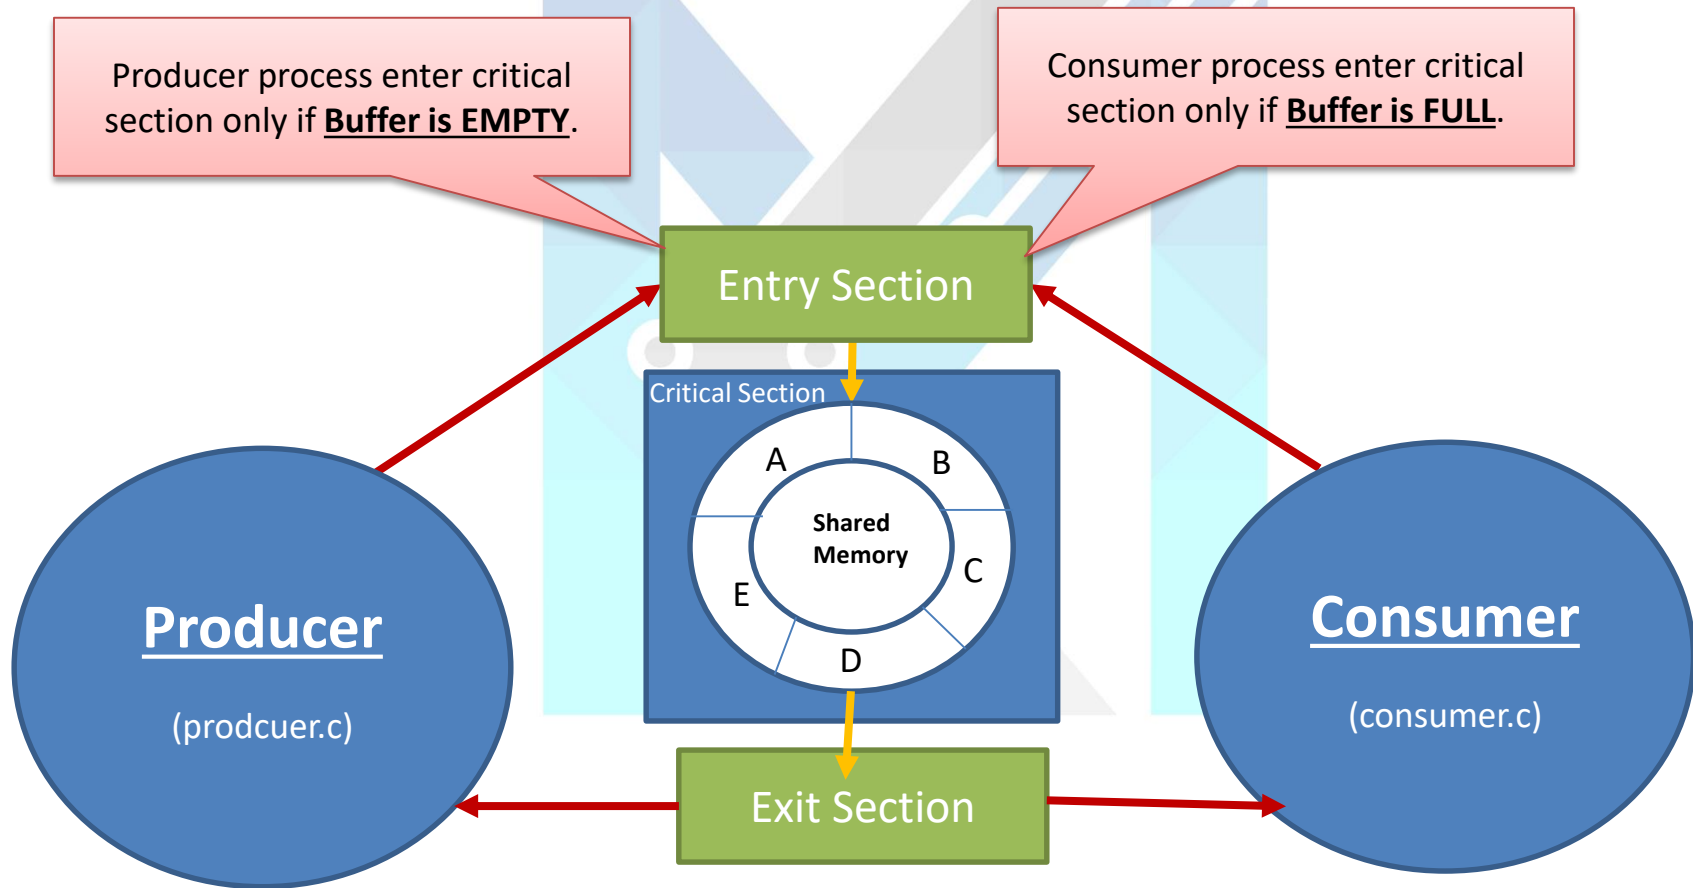 Producer process enter critical
section only if Buffer is EMPTY.
Consumer process enter critical
section only if Buffer is FULL.
Entry Section
Critical Section
A
B
Shared
Memory
C
E
D
Producer
(prodcuer.c)
Consumer
(consumer.c)
Exit Section